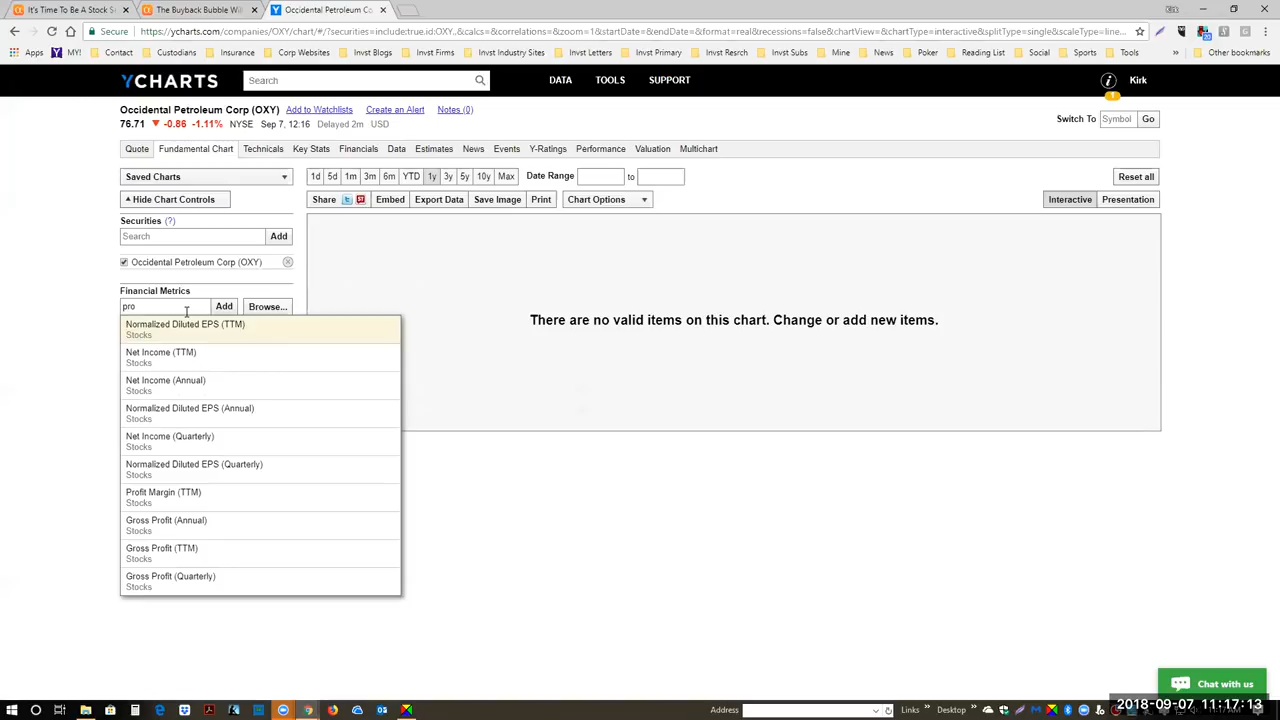 It's Time To Be A Stock S
The Buyback Bubble Wil
Occidental Petroleum Co
Secure
https://ycharts.com/companies/OXY/chart/#/?securities=include:true,id:OXY,,&calcs=&correlations=&zoom=1&startDate=&endDate=&format=real&recessions=false&chartView=&chartType=interactive&splitType=single&scaleType=line...
Apps Contact Custodians Insurance Corp Websites Invst Blogs Invst Firms Invst Industry Sites Invst Letters Invst Primary Invst Resrch Invst Subs Mine News Poker Reading List Social Sports Tools » Other bookmarks
YCHARTS
Search
DATA TOOLS SUPPORT
Kirk
Occidental Petroleum Corp (OXY) Add to Watchlists Create an Alert Notes (0)
76.71 -0.86 -1.11% NYSE Sep 7, 12:16 Delayed 2m USD
Switch To Symbol Go
Quote Fundamental Chart Technicals Key Stats Financials Data Estimates News Events Y-Ratings Performance Valuation Multichart
Saved Charts
1d 5d 1m 3m 6m YTD 1y 3y 5y 10y Max Date Range to Reset all
Hide Chart Controls
Share Embed Export Data Save Image Print Chart Options Interactive Presentation
Securities (?)
Search Add
Occidental Petroleum Corp (OXY)
Financial Metrics
pro Add Browse...
Normalized Diluted EPS (TTM)
Stocks
Net Income (TTM)
Stocks
Net Income (Annual)
Stocks
Normalized Diluted EPS (Annual)
Stocks
Net Income (Quarterly)
Stocks
Normalized Diluted EPS (Quarterly)
Stocks
Profit Margin (TTM)
Stocks
Gross Profit (Annual)
Stocks
Gross Profit (TTM)
Stocks
Gross Profit (Quarterly)
Stocks
There are no valid items on this chart. Change or add new items.
Chat with us
2018-09-07 11:17:13
Address Links » Desktop »